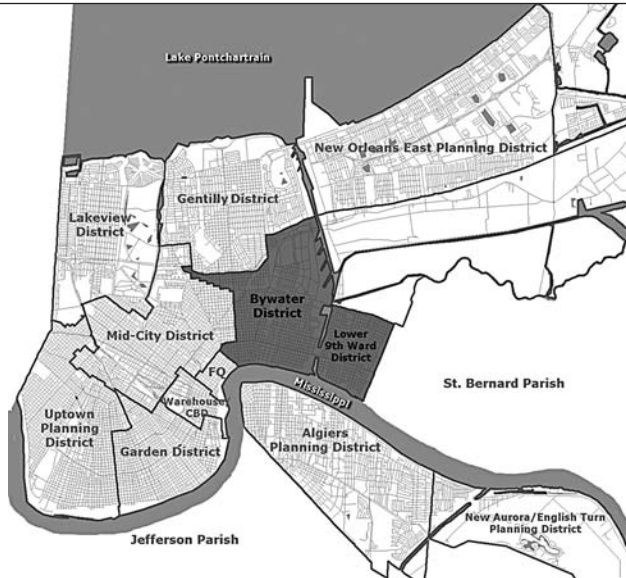 Lake Pontchartrain
New Orleans East Planning District
Gentilly District
Lakeview
District
Bywater
District
Lower
9th Ward
District
Mid-City District
FQ
Mississippi
St. Bernard Parish
Warehouse/
CBD
Uptown
Planning
District
Garden District
Algiers
Planning District
New Aurora/English Turn
Planning District
Jefferson Parish